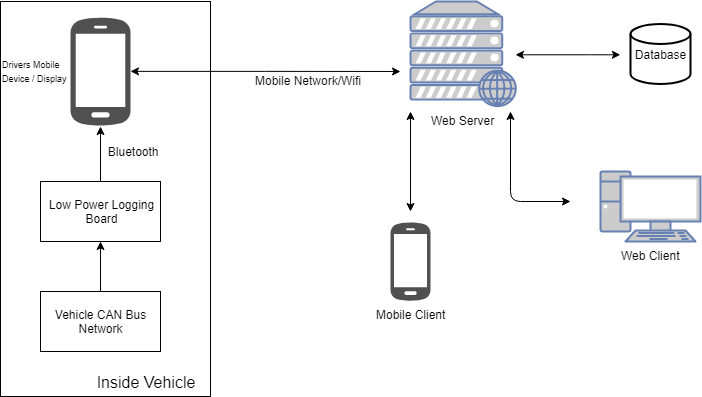 Drivers Mobile
Device / Display
Mobile Network/Wifi
Web Server
Database
Bluetooth
Low Power Logging
Board
Vehicle CAN Bus
Network
Inside Vehicle
Mobile Client
Web Client